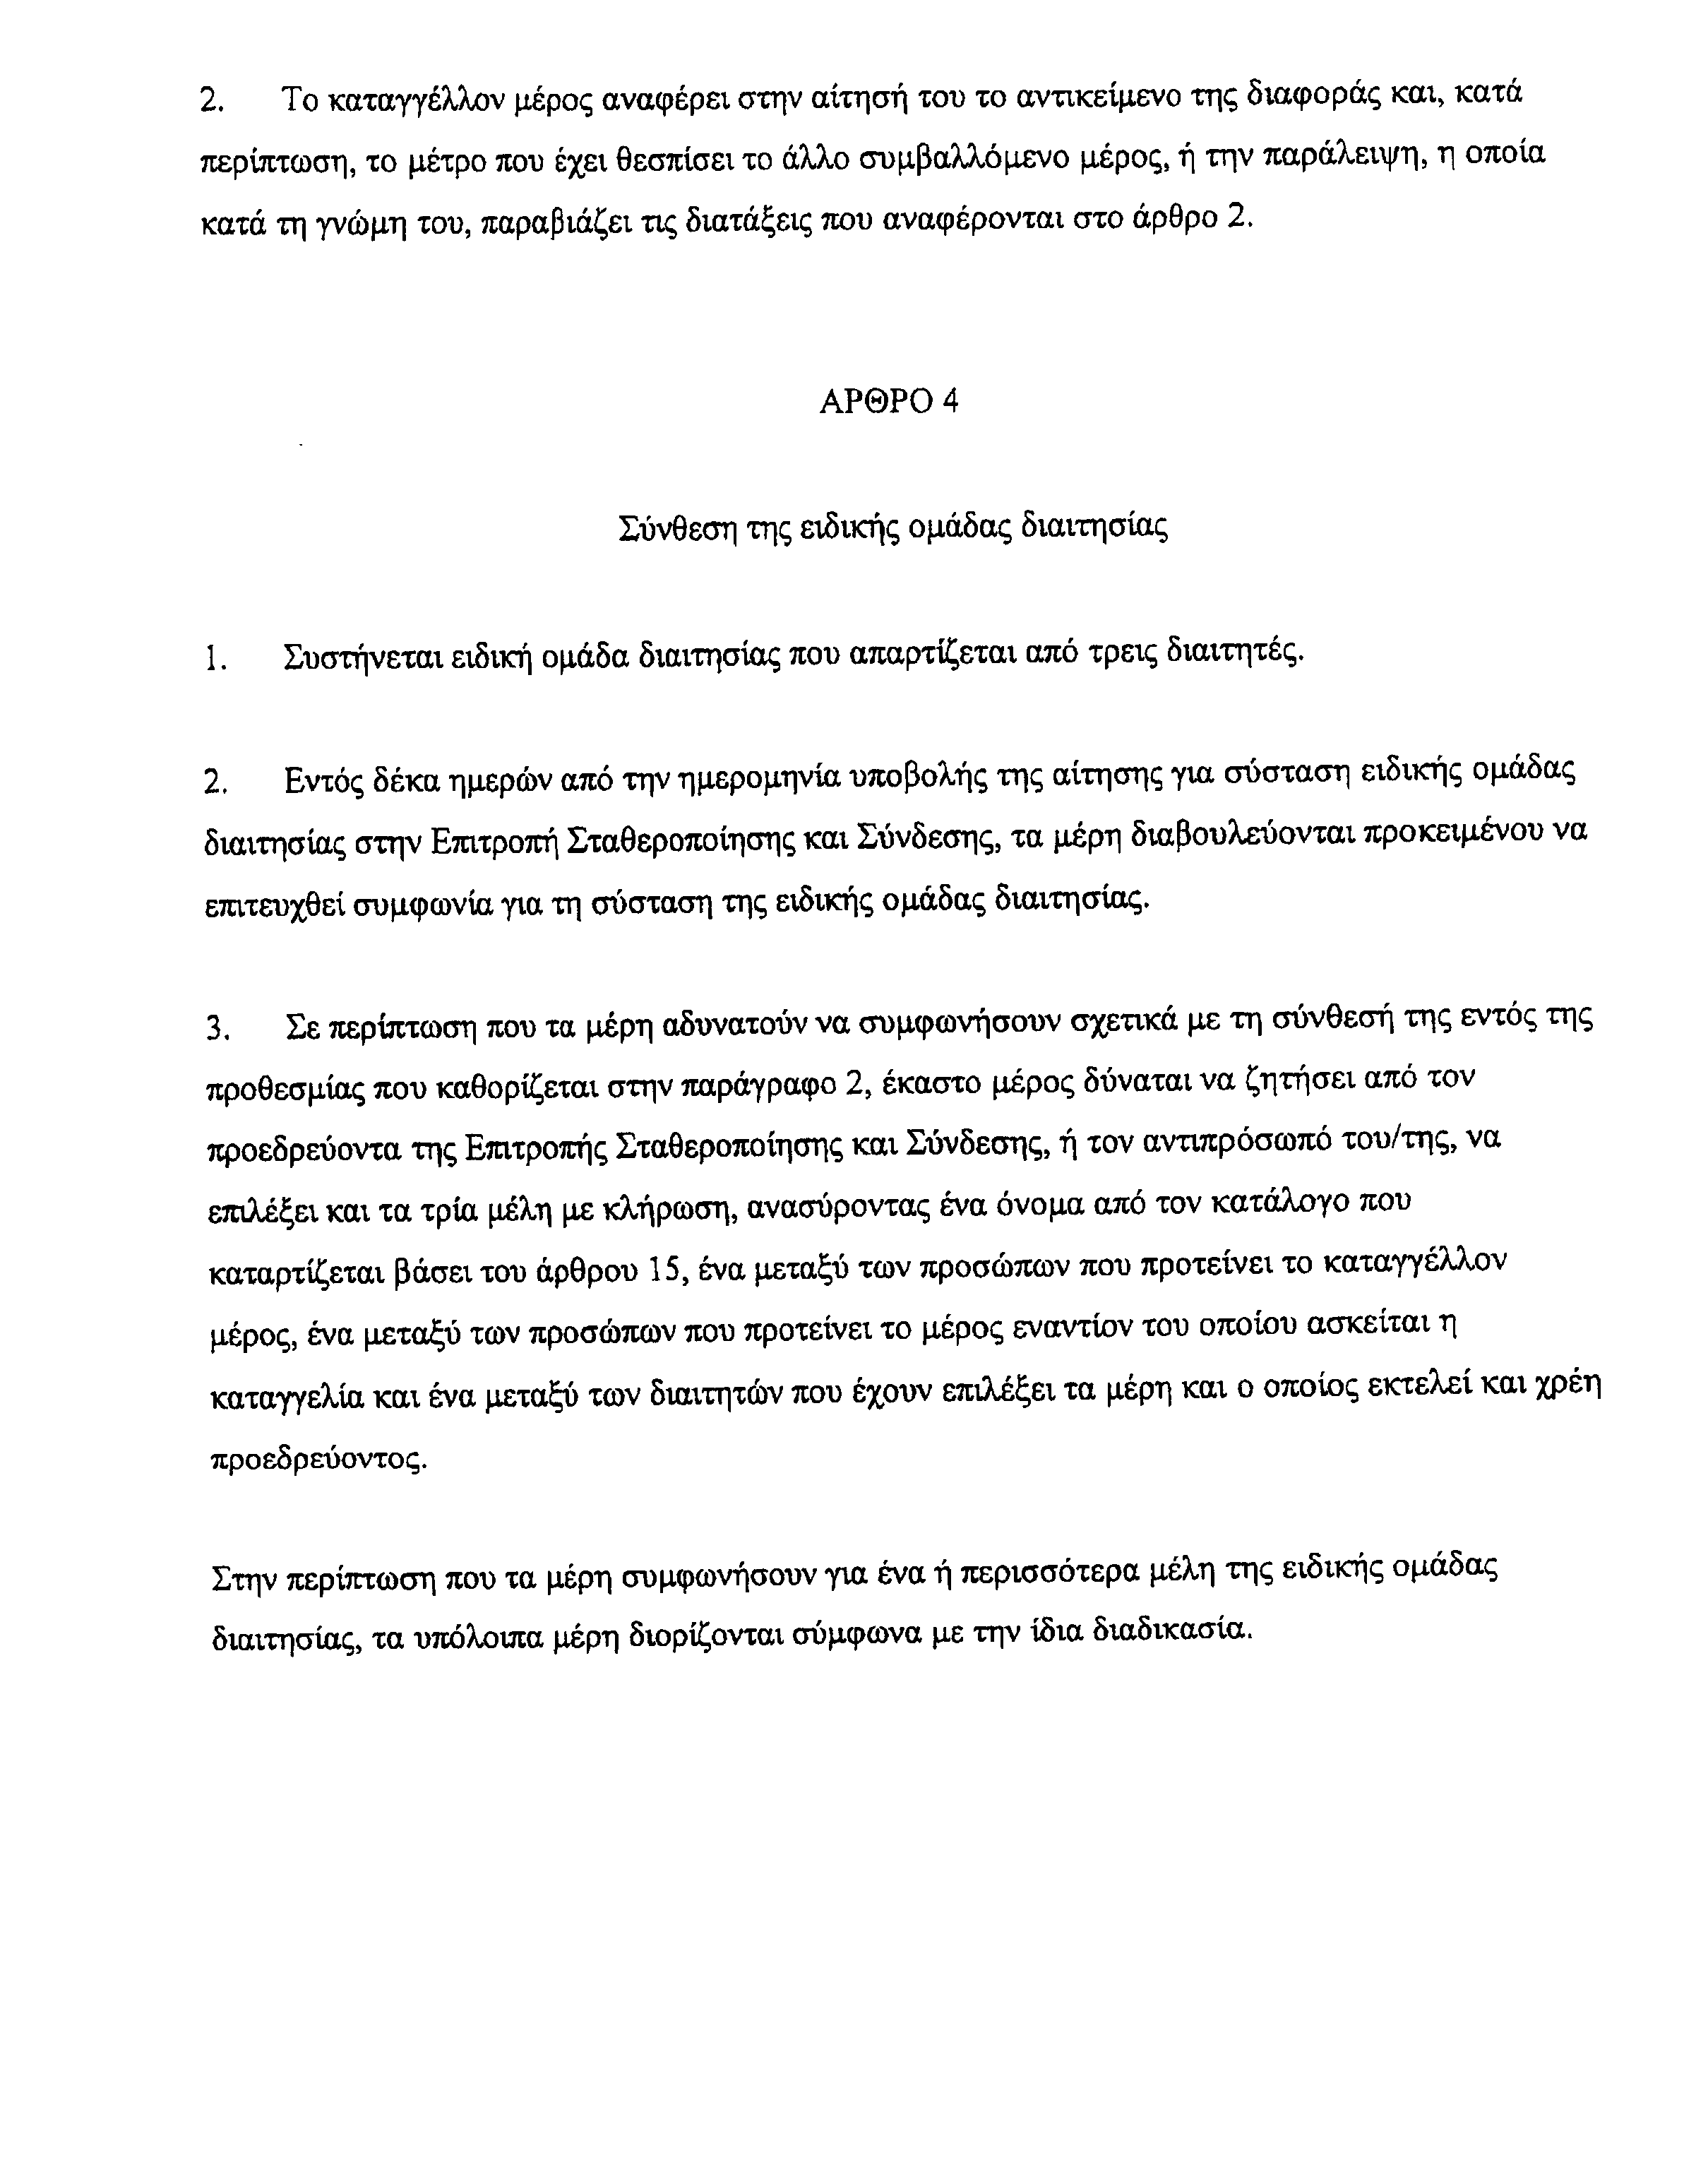 2. Το καταγγέλλον μέρος αναφέρει στην αίτησή του το αντικείμενο της διαφοράς και, κατά
περίπτωση, το μέτρο που έχει θεσπίσει το άλλο συμβαλλόμενο μέρος, ή την παράλειψη, η οποία
κατά τη γνώμη του, παραβιάζει τις διατάξεις που αναφέρονται στο άρθρο 2.
ΑΡΘΡΟ 4
Σύνθεση της ειδικής ομάδας διαιτησίας
1. Συστήνεται ειδική ομάδα διαιτησίας που απαρτίζεται από τρεις διαιτητές.
2. Εντός δέκα ημερών από την ημερομηνία υποβολής της αίτησης για σύσταση ειδικής ομάδας
διαιτησίας στην Επιτροπή Σταθεροποίησης και Σύνδεσης, τα μέρη διαβουλεύονται προκειμένου να
επιτευχθεί συμφωνία για τη σύσταση της ειδικής ομάδας διαιτησίας.
3. Σε περίπτωση που τα μέρη αδυνατούν να συμφωνήσουν σχετικά με τη σύνθεσή της εντός της
προθεσμίας που καθορίζεται στην παράγραφο 2, έκαστο μέρος δύναται να ζητήσει από τον
προεδρεύοντα της Επιτροπής Σταθεροποίησης και Σύνδεσης, ή τον αντιπρόσωπό του/της, να
επιλέξει και τα τρία μέλη με κλήρωση, ανασύροντας ένα όνομα από τον κατάλογο που
καταρτίζεται βάσει του άρθρου 15, ένα μεταξύ των προσώπων που προτείνει το καταγγέλλον
μέρος, ένα μεταξύ των προσώπων που προτείνει το μέρος εναντίον του οποίου ασκείται η
καταγγελία και ένα μεταξύ των διαιτητών που έχουν επιλέξει τα μέρη και ο οποίος εκτελεί και χρέη
προεδρεύοντος.
Στην περίπτωση που τα μέρη συμφωνήσουν για ένα ή περισσότερα μέλη της ειδικής ομάδας
διαιτησίας, τα υπόλοιπα μέρη διορίζονται σύμφωνα με την ίδια διαδικασία.